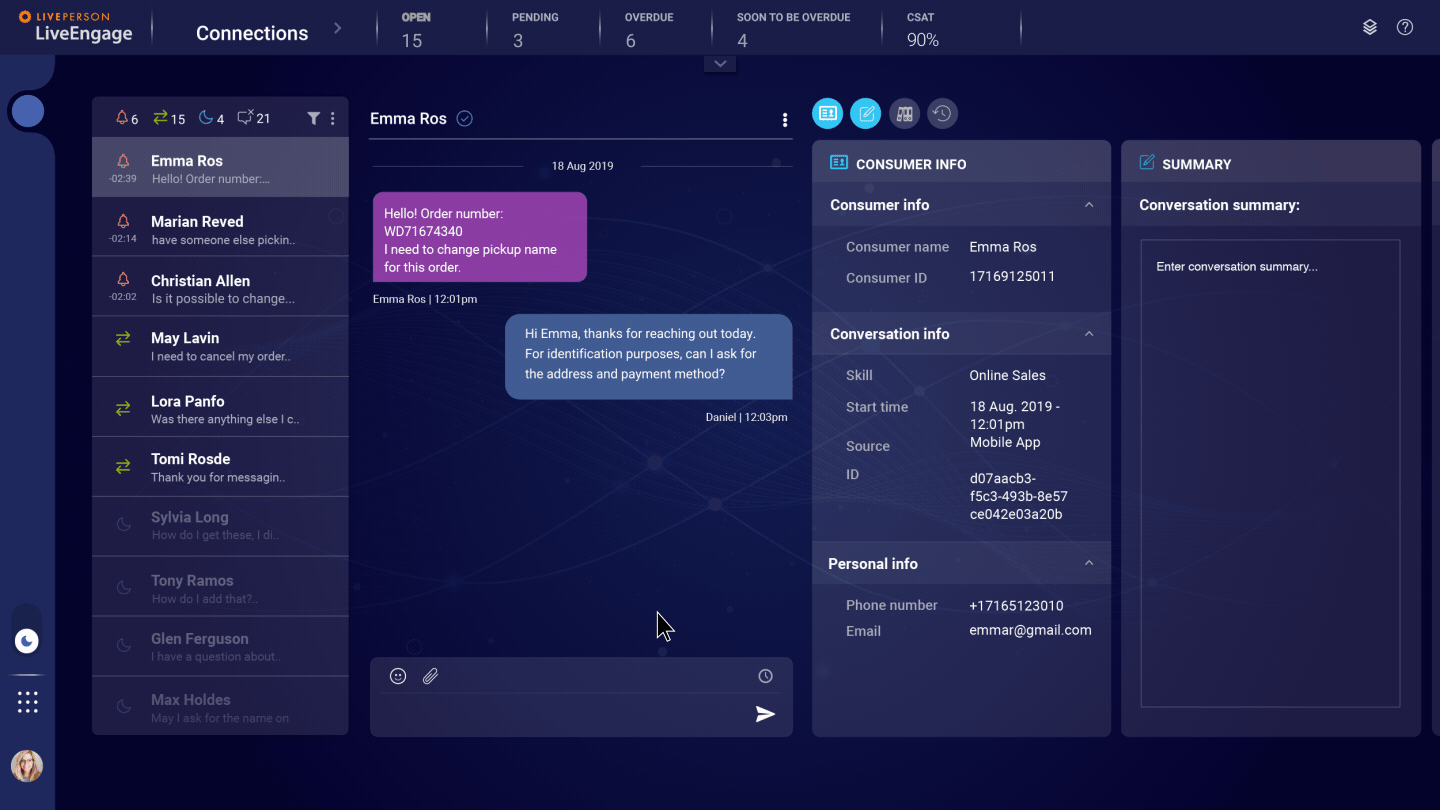 LIVEPERSON
LiveEngage
Connections
OPEN
15
PENDING
3
OVERDUE
6
SOON TO BE OVERDUE
4
CSAT
90%
6
15
4
21
Emma Ros
-02:39
Hello! Order number:...
Marian Reved
-02:14
have someone else pickin..
Christian Allen
-02:02
Is it possible to change...
May Lavin
I need to cancel my order..
Lora Panfo
Was there anything else I c..
Tomi Rosde
Thank you for messagin..
Sylvia Long
How do I get these, I di..
Tony Ramos
How do I add that?..
Glen Ferguson
I have a question about..
Max Holdes
May I ask for the name on
Emma Ros
18 Aug 2019
Hello! Order number:
WD71674340
I need to change pickup name
for this order.
Emma Ros | 12:01pm
Hi Emma, thanks for reaching out today.
For identification purposes, can I ask for
the address and payment method?
Daniel | 12:03pm
CONSUMER INFO
Consumer info
Consumer name Emma Ros
Consumer ID 17169125011
Conversation info
Skill Online Sales
Start time 18 Aug. 2019 -
12:01pm
Source Mobile App
ID d07aacb3-
f5c3-493b-8e57
ce042e03a20b
Personal info
Phone number +17165123010
Email emmar@gmail.com
SUMMARY
Conversation summary:
Enter conversation summary...